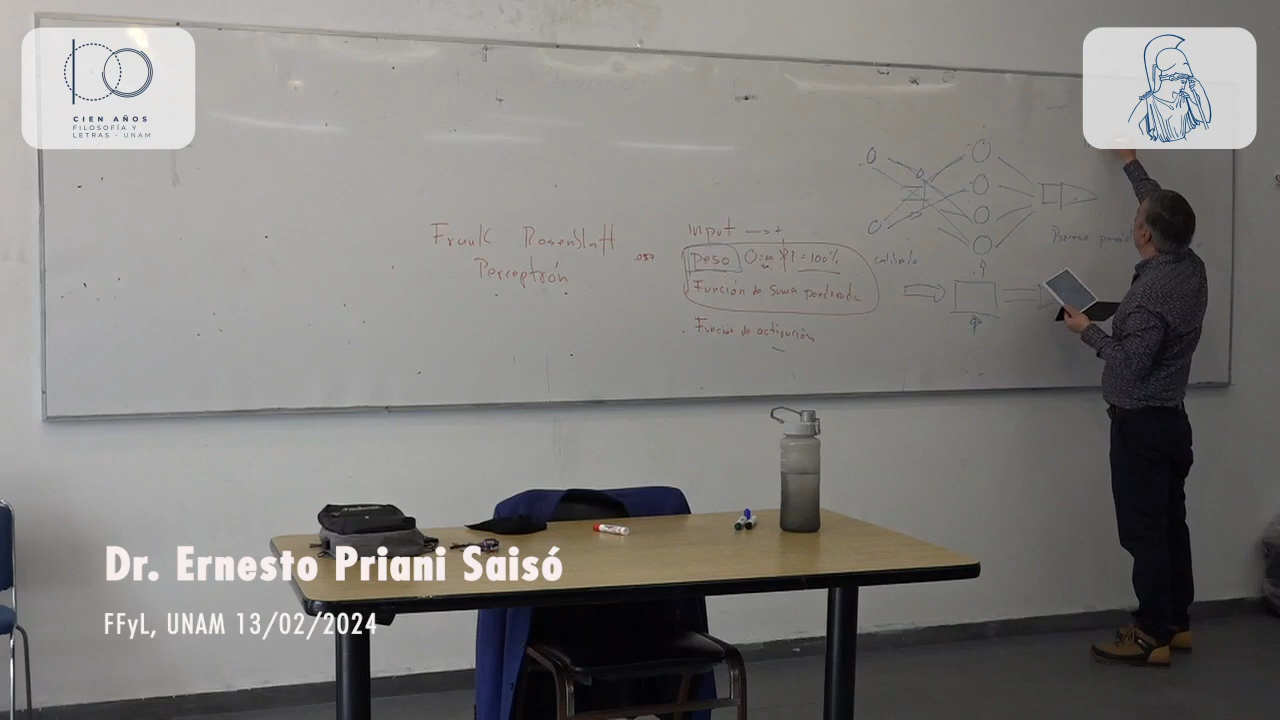 CIEN AÑOS
FILOSOFÍA Y
LETRAS · UNAM
Frank Rosenblatt
Perceptrón
input → +
peso = 100%
Función de suma ponderada
Función de activación
Dr. Ernesto Priani Saisó
FFyL, UNAM 13/02/2024